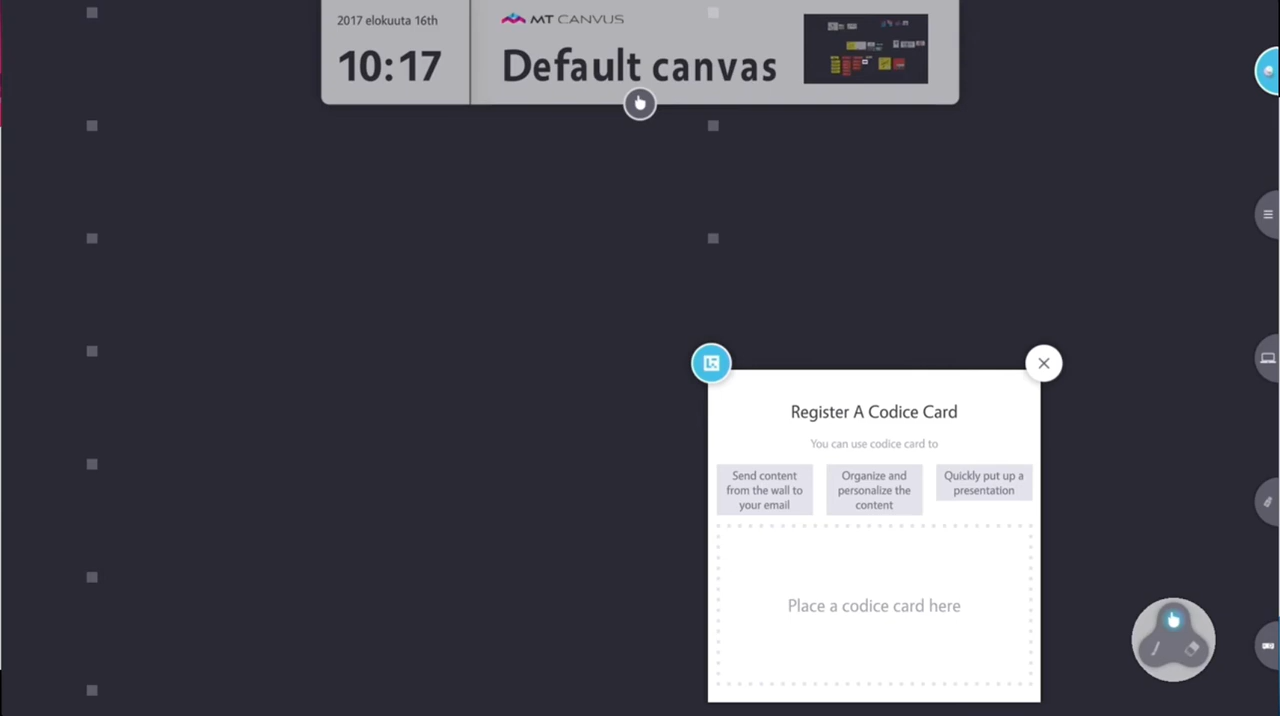 2017 elokuuta 16th
10:17
MT CANVUS
Default canvas
Register A Codice Card
You can use codice card to
Send content
from the wall to
your email
Organize and
personalize the
content
Quickly put up a
presentation
Place a codice card here